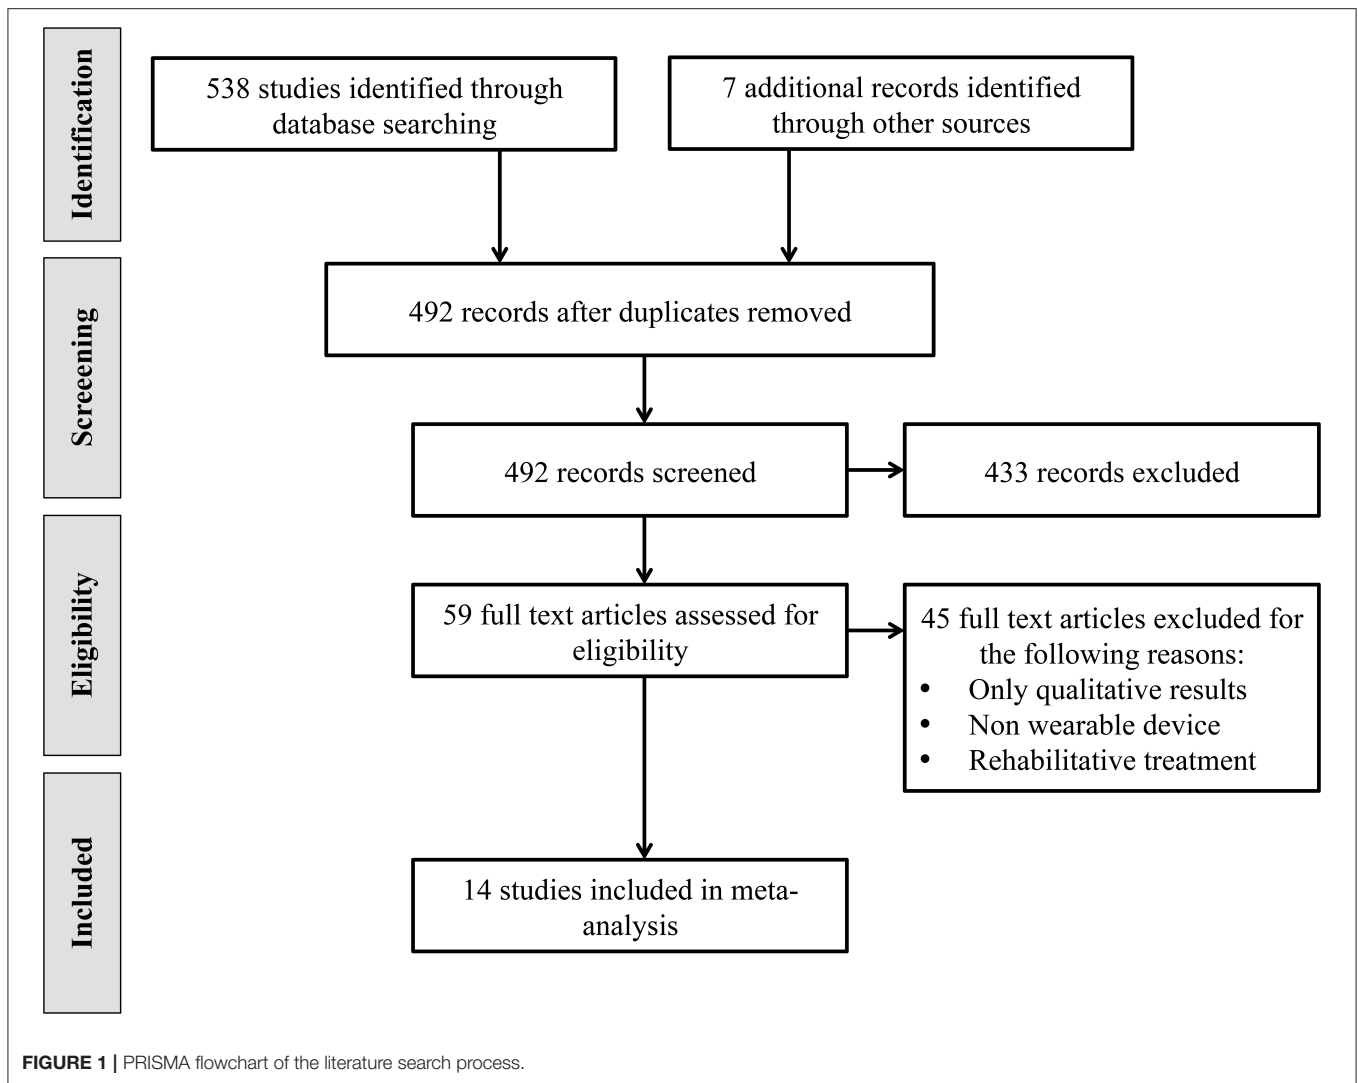 Identification
538 studies identified through
database searching
7 additional records identified
through other sources
Screening
492 records after duplicates removed
492 records screened
433 records excluded
Eligibility
59 full text articles assessed for
eligibility
45 full text articles excluded for
the following reasons:
• Only qualitative results
• Non wearable device
• Rehabilitative treatment
Included
14 studies included in meta-
analysis
FIGURE 1 | PRISMA flowchart of the literature search process.